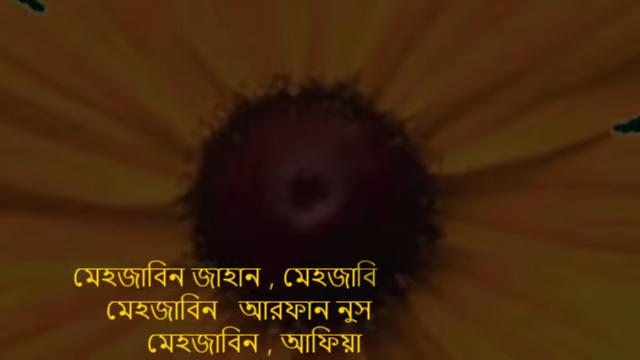 মেহজাবিন জাহান , মেহজাবি
মেহজাবিন আরফান নুস
মেহজাবিন , আফিয়া